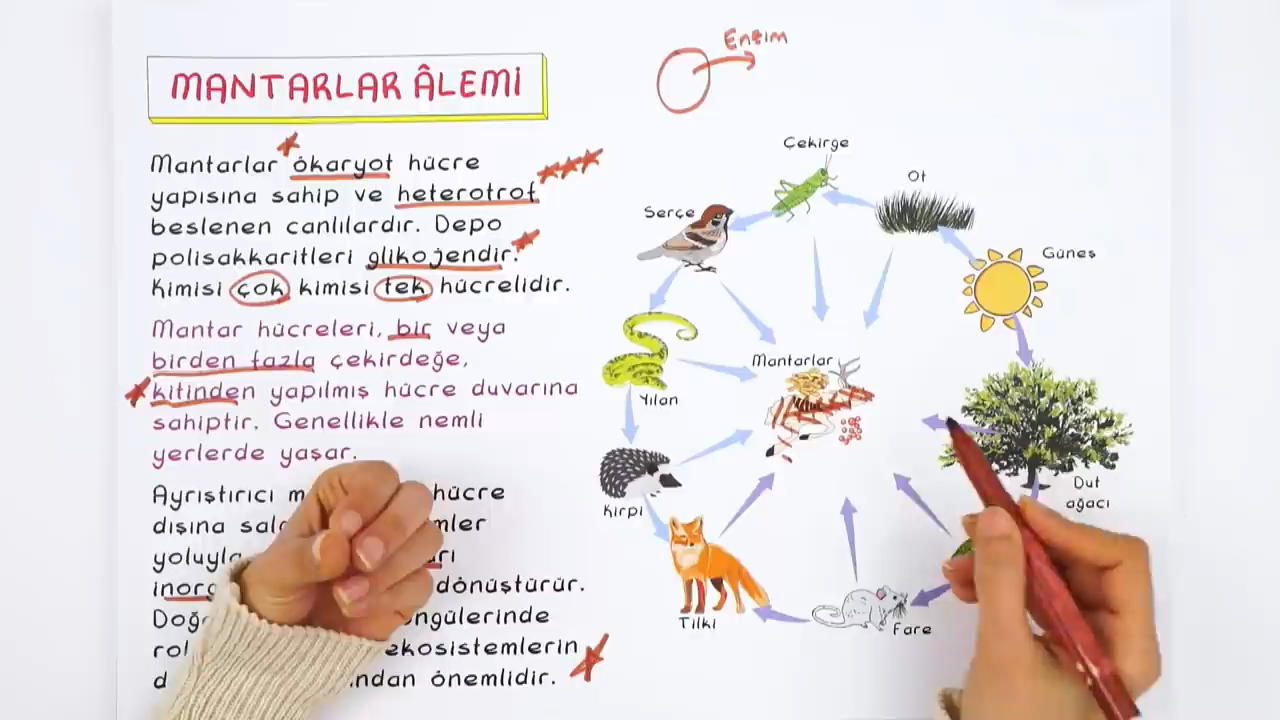 MANTARLAR ÂLEMİ
Mantarlar ökaryot hücre
yapısına sahip ve heterotrof
beslenen canlılardır. Depo
polisakkaritleri glikojendir.
Kimisi çok kimisi tek hücrelidir.
Mantar hücreleri, bir veya
birden fazla çekirdeğe,
kitinden yapılmış hücre duvarına
sahiptir. Genellikle nemli
yerlerde yaşar.
Ayrıştırıcı hücre
dışına
yoluyla
dönüştürür.
ekosistemlerin
önemlidir.
Enzim
Çekirge
Ot
Serçe
Güneş
Mantarlar
Yılan
Dut
ağacı
Kirpi
Tilki
Fare